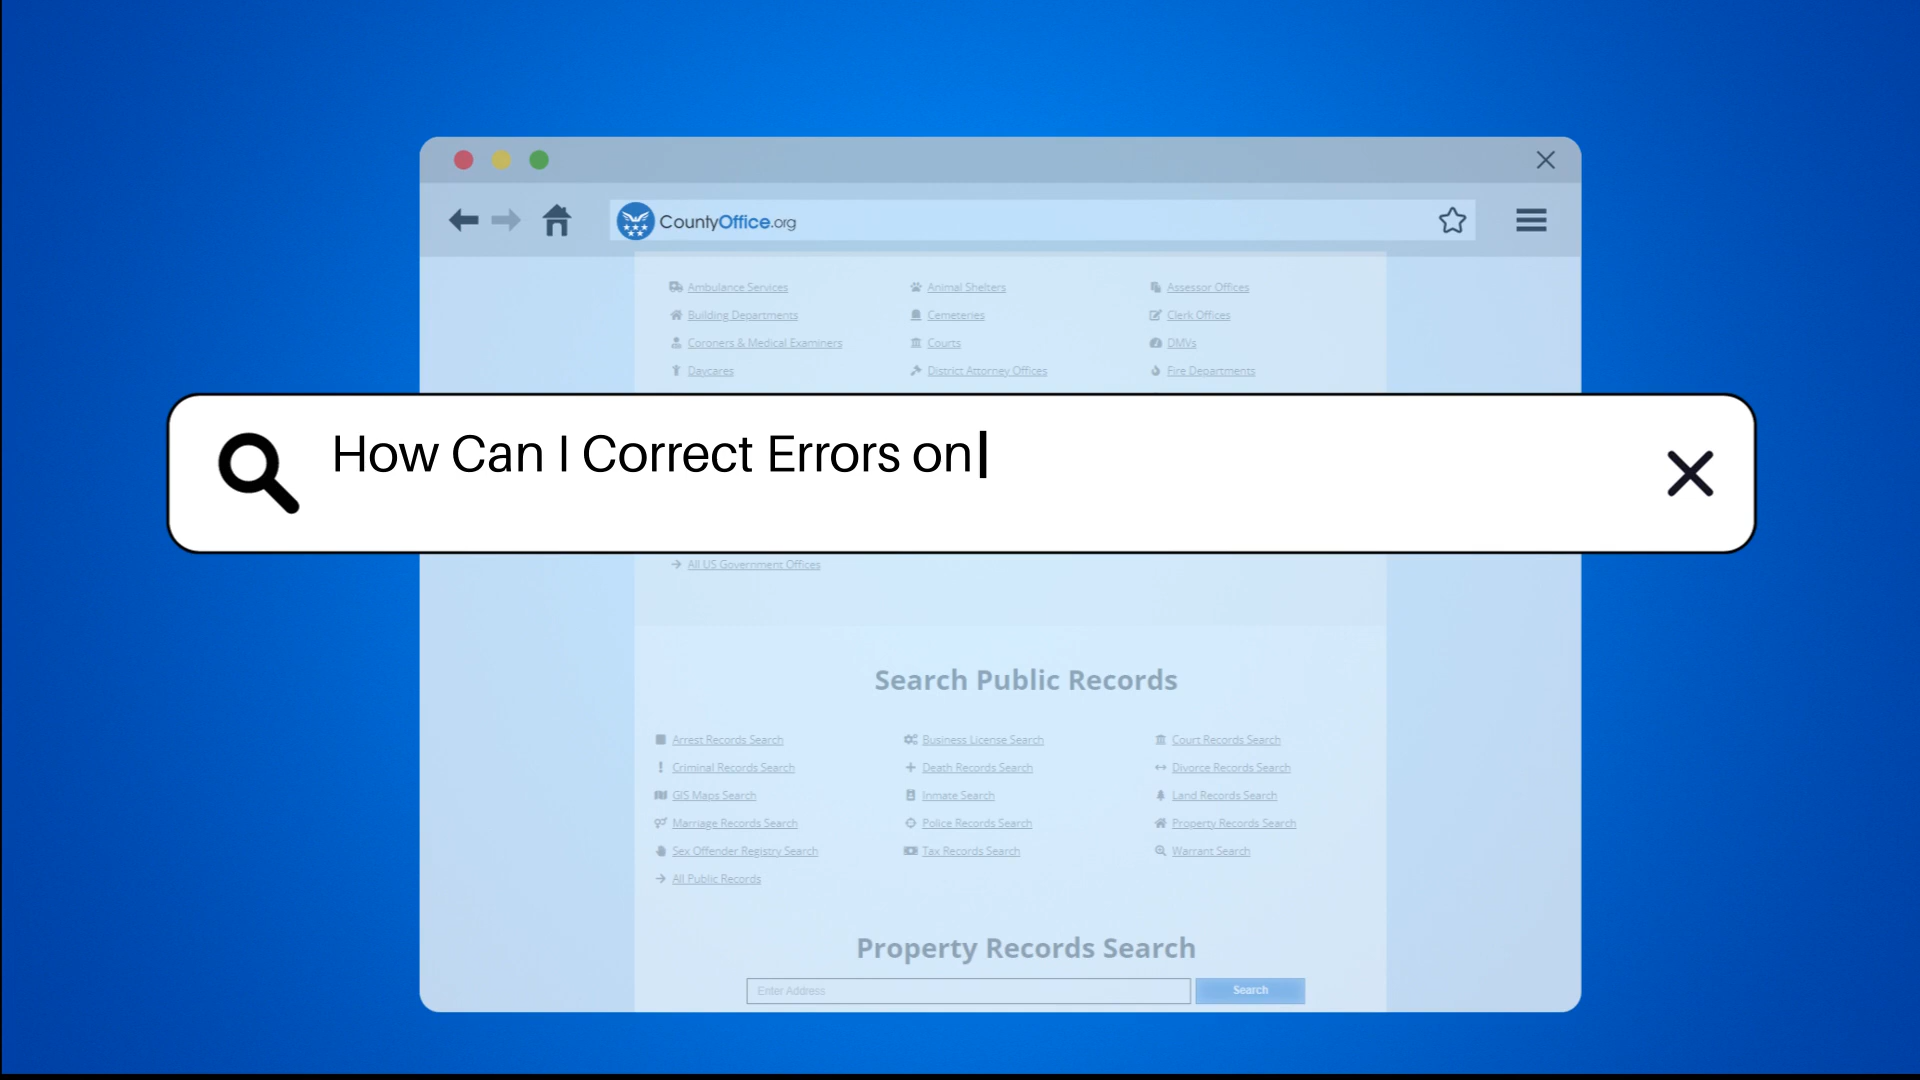 CountyOffice.org
Ambulance Services Animal Shelters Assessor Offices
Building Departments Cemeteries Clerk Offices
Coroners & Medical Examiners Courts DMVs
Daycares District Attorney Offices Fire Departments
How Can I Correct Errors on
All US Government Offices
Search Public Records
Arrest Records Search Business License Search Court Records Search
Criminal Records Search Death Records Search Divorce Records Search
GIS Maps Search Inmate Search Land Records Search
Marriage Records Search Police Records Search Property Records Search
Sex Offender Registry Search Tax Records Search Warrant Search
All Public Records
Property Records Search
Enter Address Search